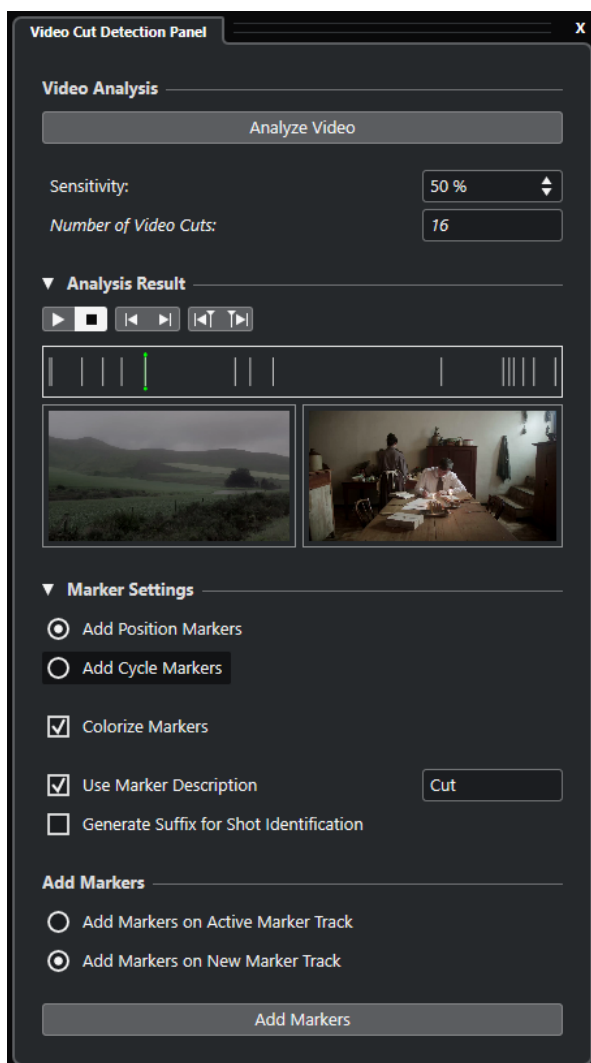 Video Cut Detection Panel
X
Video Analysis
Analyze Video
Sensitivity: 50 %
Number of Video Cuts: 16
Analysis Result
Marker Settings
Add Position Markers
Add Cycle Markers
Colorize Markers
Use Marker Description Cut
Generate Suffix for Shot Identification
Add Markers
Add Markers on Active Marker Track
Add Markers on New Marker Track
Add Markers